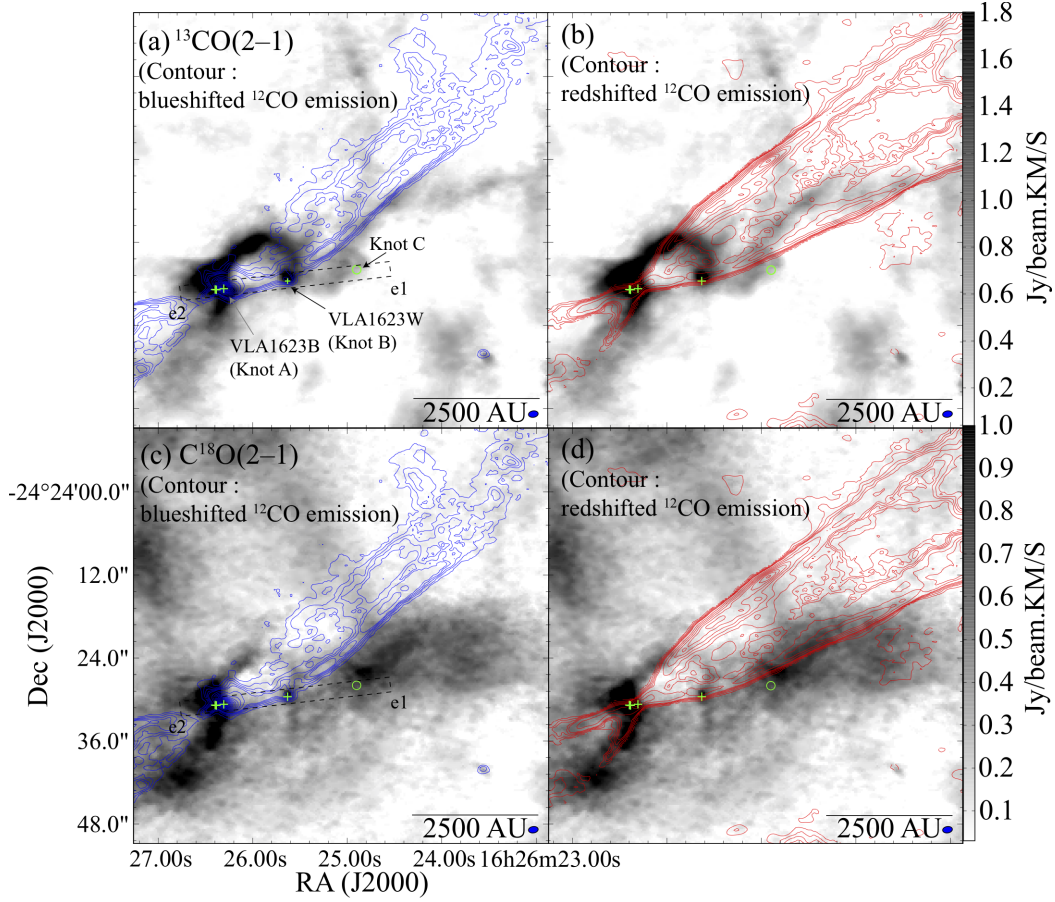 (a) ¹³CO(2–1)
(Contour :
blueshifted ¹²CO emission)
Knot C
e1
e2
VLA1623W
(Knot B)
VLA1623B
(Knot A)
2500 AU
(b)
(Contour :
redshifted ¹²CO emission)
2500 AU
1.8
1.6
1.4
1.2
1.0
0.8
0.6
0.4
0.2
1.0
Jy/beam.KM/S
(c) C¹⁸O(2–1)
(Contour :
blueshifted ¹²CO emission)
e1
e2
2500 AU
(d)
(Contour :
redshifted ¹²CO emission)
2500 AU
0.9
0.8
0.7
0.6
0.5
0.4
0.3
0.2
0.1
Jy/beam.KM/S
-24°24'00.0"
12.0"
24.0"
36.0"
48.0"
Dec (J2000)
27.00s 26.00s 25.00s 24.00s 16h26m23.00s
RA (J2000)